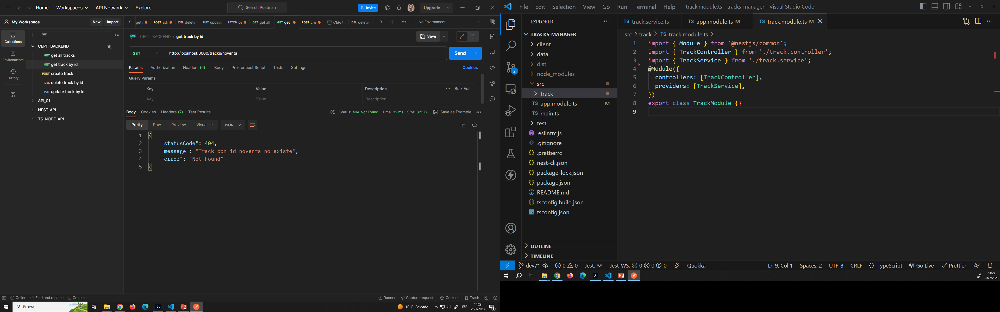 Home Workspaces API Network Explore
Search Postman
Invite
Upgrade
My Workspace
New Import
get
POST ad
DEL delete
PUT update
PATCH pa
GET get all
GET get
POST cre
CEPIT
DEL delete
No Environment
Collections
Environments
History
CEPIT BACKEND
GET get all tracks
GET get track by id
POST create track
DEL delete track by id
PUT update track by id
API_01
NEST-API
TS-NODE-API
HTTP CEPIT BACKEND / get track by id
Save
GET http://localhost:3000/tracks/noventa
Send
Params Authorization Headers (6) Body Pre-request Script Tests Settings
Cookies
Query Params
Key Value Description Bulk Edit
Key Value Description
Body Cookies Headers (7) Test Results
Status: 404 Not Found Time: 32 ms Size: 323 B Save as Example
Pretty Raw Preview Visualize JSON
1 {
2 "statusCode": 404,
3 "message": "Track con id noventa no existe",
4 "error": "Not Found"
5 }
Online Find and replace Console
Runner Capture requests Cookies Trash
Buscar
10°C Soleado
ESP
14:29
23/7/2023
1
File Edit Selection View Go Run Terminal Help
track.module.ts - tracks-manager - Visual Studio Code
2
EXPLORER
TRACKS-MANAGER
client
data
dist
node_modules
src
track
TS app.module.ts M
TS main.ts
test
.eslintrc.js
.gitignore
{} .prettierrc
{} nest-cli.json
{} package-lock.json
{} package.json
README.md
{} tsconfig.build.json
TS tsconfig.json
OUTLINE
TIMELINE
TS track.service.ts
TS app.module.ts M
TS track.module.ts M
src > track > TS track.module.ts > ...
1 import { Module } from '@nestjs/common';
2 import { TrackController } from './track.controller';
3 import { TrackService } from './track.service';
4 @Module({
5 controllers: [TrackController],
6 providers: [TrackService],
7 })
8 export class TrackModule {}
9
dev7* 0 0 Jest: Jest-WS: 0 0 0 Quokka
Ln 9, Col 1 Spaces: 2 UTF-8 CRLF {} TypeScript Go Live Prettier
14:29
23/7/2023